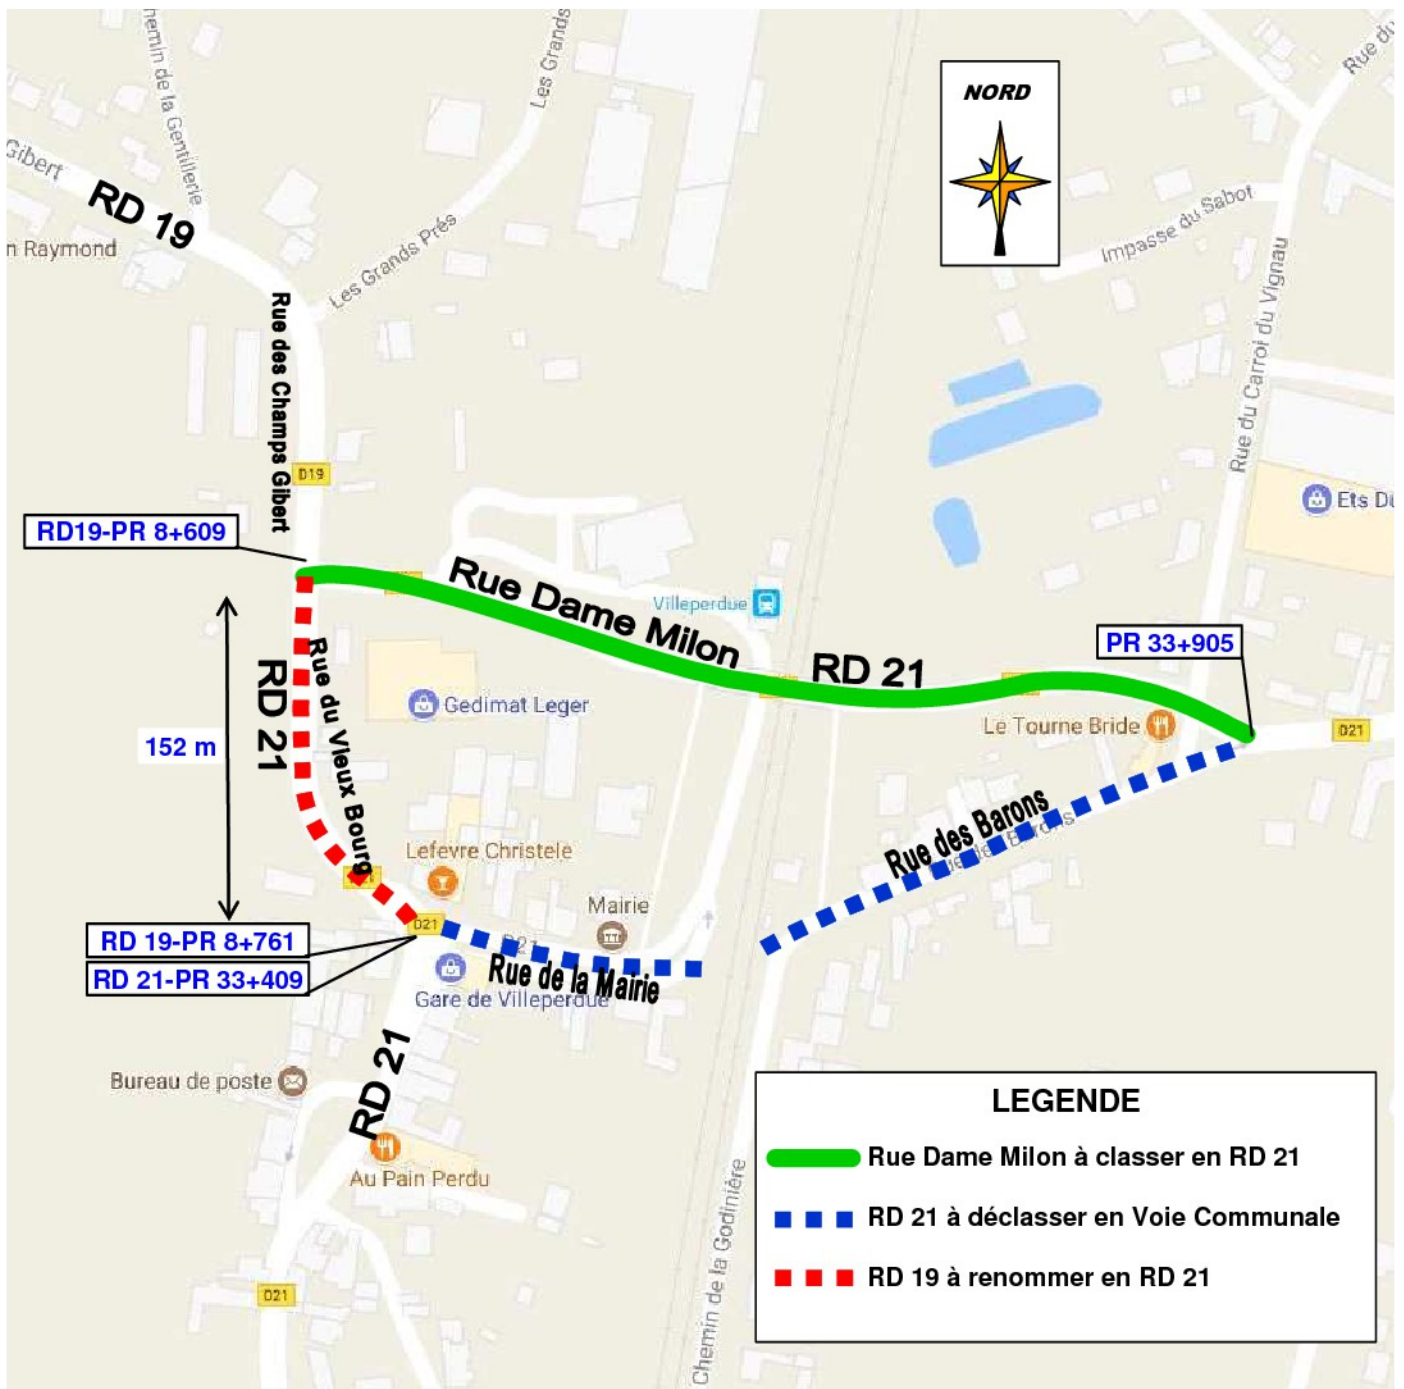 hemin de la Gentillerie
Les Grands
Rue du
NORD
Gibert
RD 19
n Raymond
Les Grands Prés
Impasse du Sabot
Rue des Champs Gibert
Rue du Carroi du Vignau
D19
Ets Du
RD19-PR 8+609
Rue Dame Milon
Villeperdue
RD 21
PR 33+905
Rue du Vieux Bourg
RD 21
Gedimat Leger
Le Tourne Bride
D21
152 m
Rue des Barons
Lefevre Christele
Mairie
D21
D21
RD 19-PR 8+761
RD 21-PR 33+409
Rue de la Mairie
Gare de Villeperdue
RD 21
Bureau de poste
Au Pain Perdu
D21
Chemin de la Godinière
LEGENDE
Rue Dame Milon à classer en RD 21
RD 21 à déclasser en Voie Communale
RD 19 à renommer en RD 21